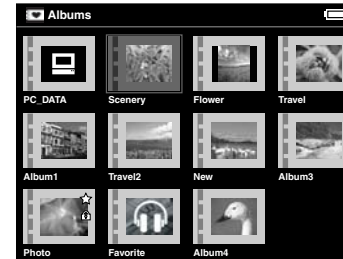 Albums
PC_DATA Scenery Flower Travel
Album1 Travel2 New Album3
Photo Favorite Album4